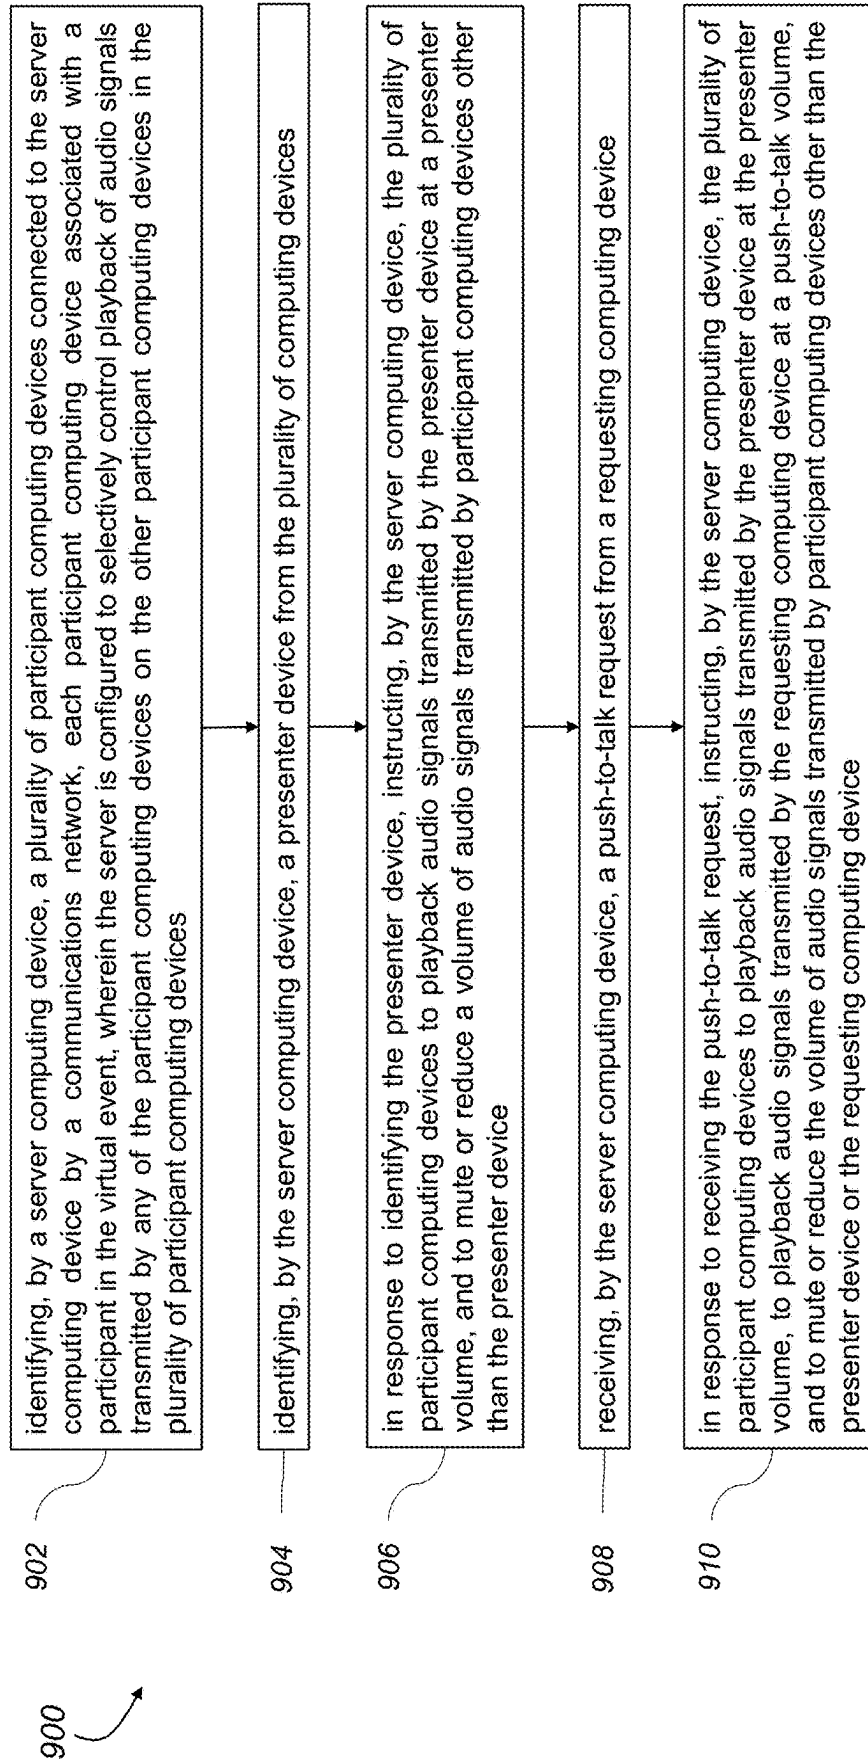 900
902
identifying, by a server computing device, a plurality of participant computing devices connected to the server
computing device by a communications network, each participant computing device associated with a
participant in the virtual event, wherein the server is configured to selectively control playback of audio signals
transmitted by any of the participant computing devices on the other participant computing devices in the
plurality of participant computing devices
904
identifying, by the server computing device, a presenter device from the plurality of computing devices
906
in response to identifying the presenter device, instructing, by the server computing device, the plurality of
participant computing devices to playback audio signals transmitted by the presenter device at a presenter
volume, and to mute or reduce a volume of audio signals transmitted by participant computing devices other
than the presenter device
908
receiving, by the server computing device, a push-to-talk request from a requesting computing device
910
in response to receiving the push-to-talk request, instructing, by the server computing device, the plurality of
participant computing devices to playback audio signals transmitted by the presenter device at the presenter
volume, to playback audio signals transmitted by the requesting computing device at a push-to-talk volume,
and to mute or reduce the volume of audio signals transmitted by participant computing devices other than the
presenter device or the requesting computing device